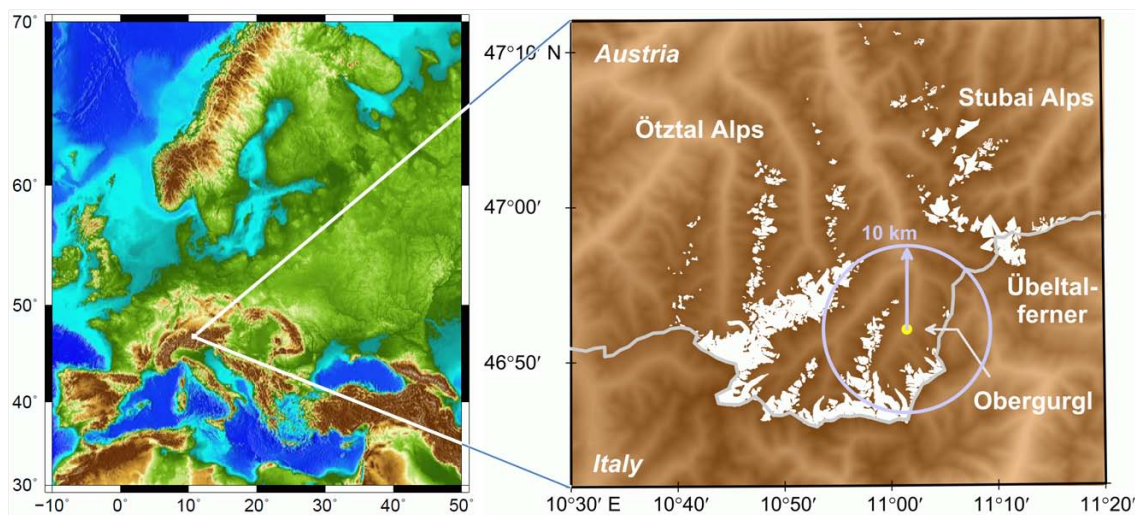 70˚
60˚
50˚
40˚
30˚
−10˚ 0˚ 10˚ 20˚ 30˚ 40˚ 50˚
47°10′ N
47°00′
46°50′
Austria
Stubai Alps
Ötztal Alps
10 km
Übeltal-
ferner
Obergurgl
Italy
10°30′ E 10°40′ 10°50′ 11°00′ 11°10′ 11°20′